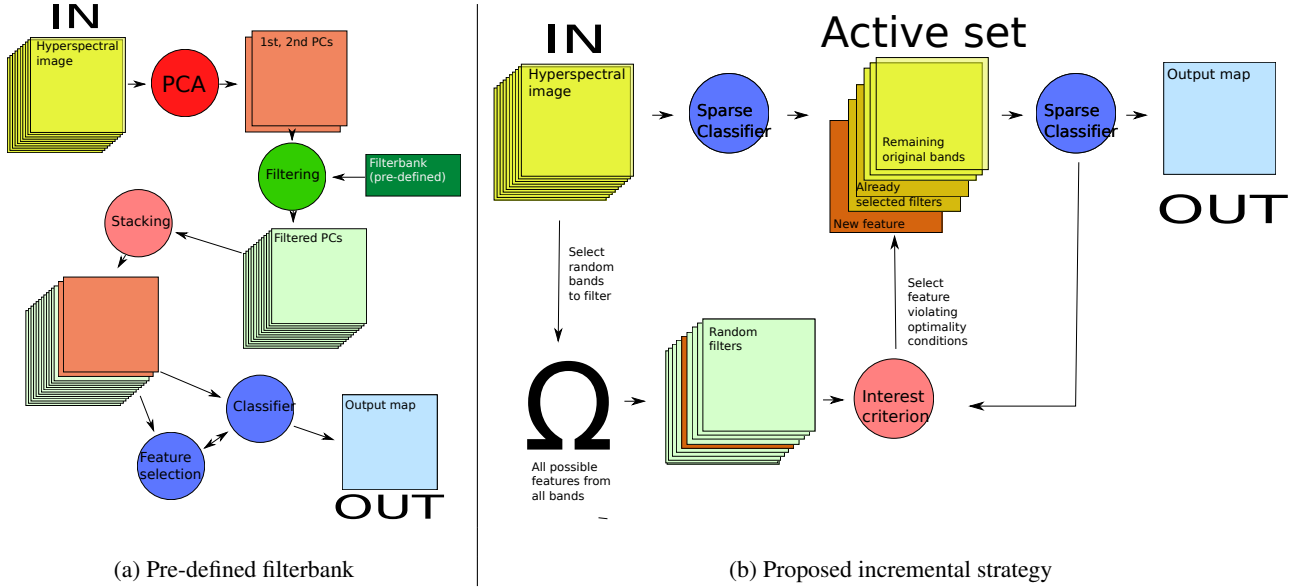 IN
Hyperspectral
image
PCA
1st, 2nd PCs
Filtering
Filterbank
(pre-defined)
Stacking
Filtered PCs
Classifier
Feature
selection
Output map
OUT
(a) Pre-defined filterbank
IN
Hyperspectral
image
Sparse
Classifier
Active set
Remaining
original bands
Already
selected filters
New feature
Sparse
Classifier
Output map
OUT
Select
random
bands
to filter
Ω
All possible
features from
all bands
Random
filters
Interest
criterion
Select
feature
violating
optimality
conditions
(b) Proposed incremental strategy